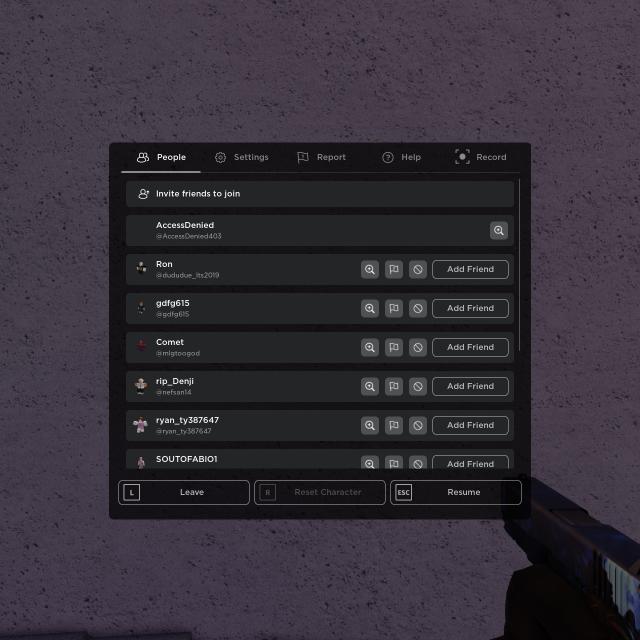 People Settings Report Help Record
Invite friends to join
AccessDenied
@AccessDenied403
Ron
@dududue_its2019
Add Friend
gdfg615
@gdfg615
Add Friend
Comet
@mlgtoogod
Add Friend
rip_Denji
@nefsan14
Add Friend
ryan_ty387647
@ryan_ty387647
Add Friend
SOUTOFABIO1
Add Friend
L Leave R Reset Character ESC Resume